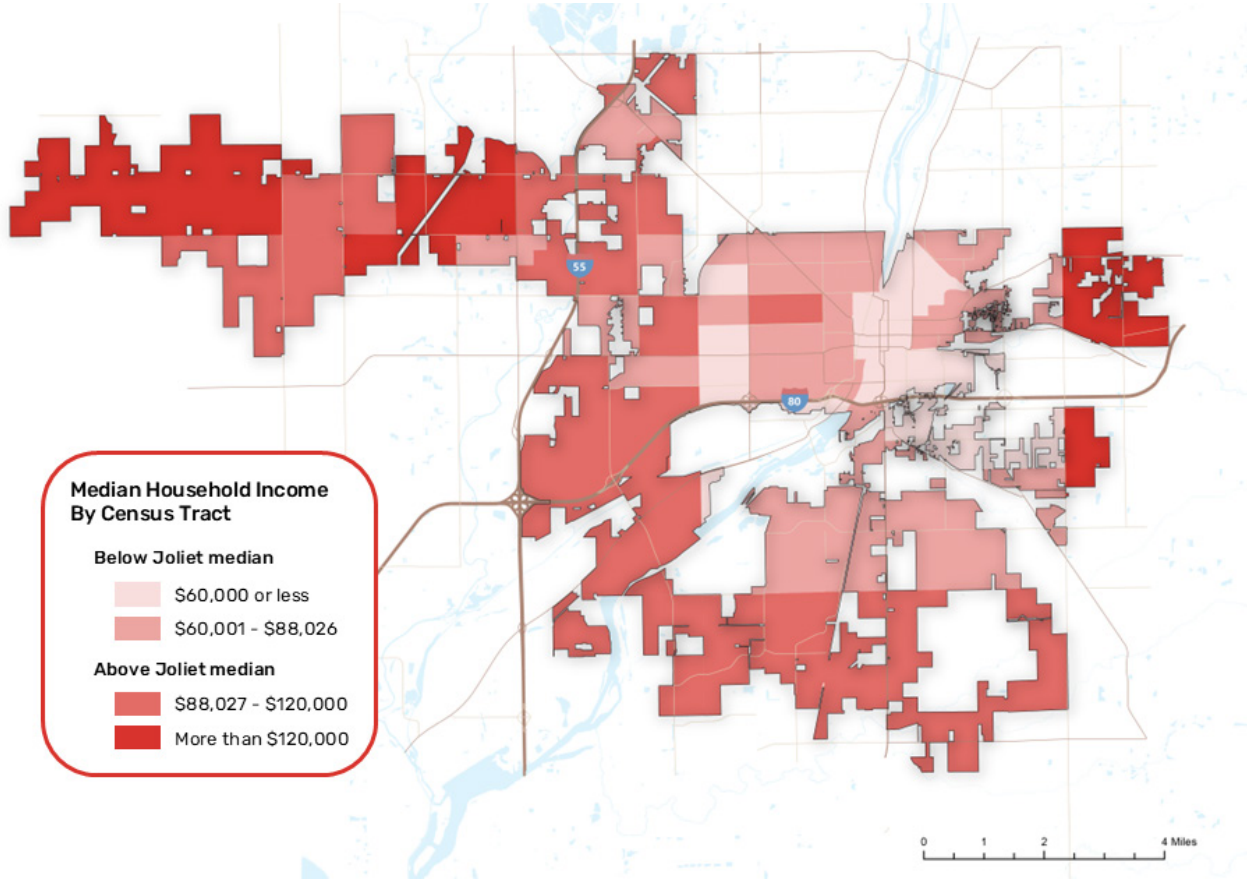 55
80
Median Household Income
By Census Tract
Below Joliet median
$60,000 or less
$60,001 - $88,026
Above Joliet median
$88,027 - $120,000
More than $120,000
0 1 2 4 Miles